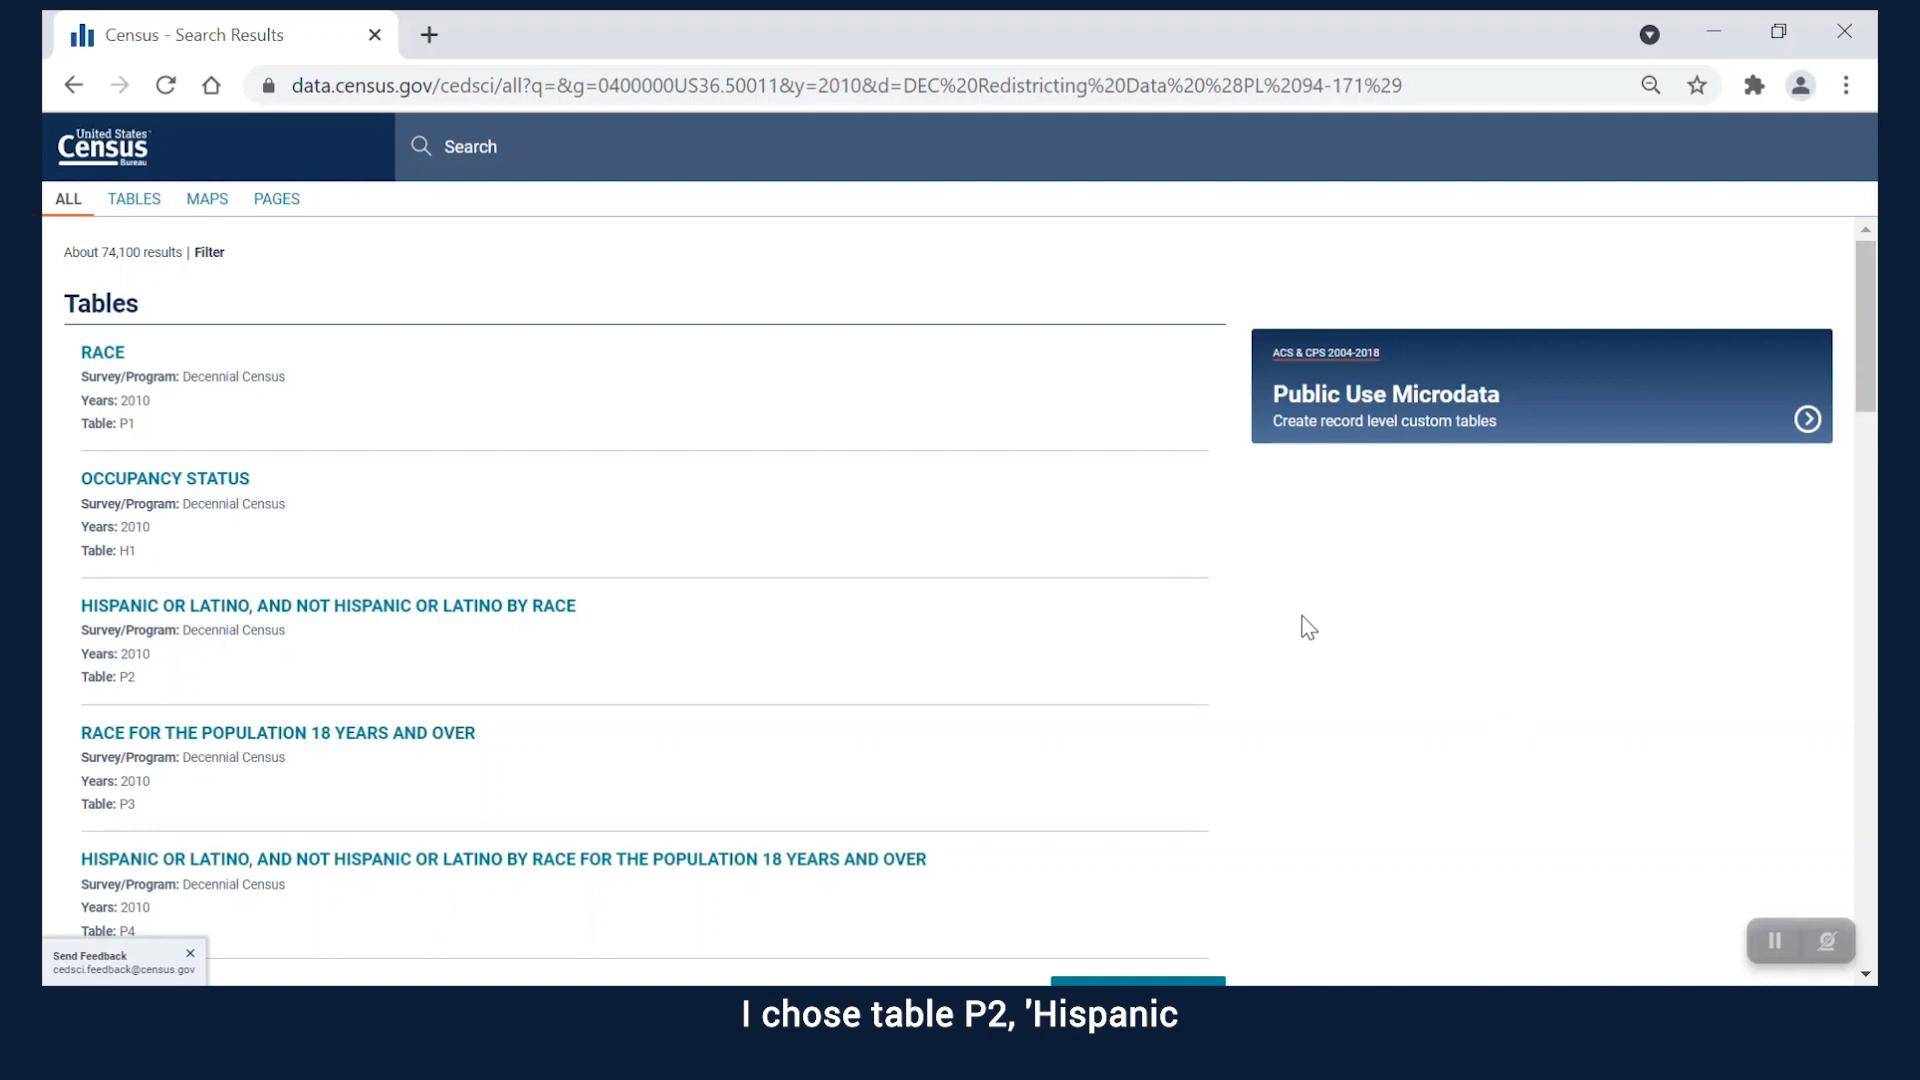 Census - Search Results
data.census.gov/cedsci/all?q=&g=0400000US36.50011&y=2010&d=DEC%20Redistricting%20Data%20%28PL%2094-171%29
United States
Census
Bureau
Search
ALL TABLES MAPS PAGES
About 74,100 results | Filter
Tables
RACE
Survey/Program: Decennial Census
Years: 2010
Table: P1
ACS & CPS 2004-2018
Public Use Microdata
Create record level custom tables
OCCUPANCY STATUS
Survey/Program: Decennial Census
Years: 2010
Table: H1
HISPANIC OR LATINO, AND NOT HISPANIC OR LATINO BY RACE
Survey/Program: Decennial Census
Years: 2010
Table: P2
RACE FOR THE POPULATION 18 YEARS AND OVER
Survey/Program: Decennial Census
Years: 2010
Table: P3
HISPANIC OR LATINO, AND NOT HISPANIC OR LATINO BY RACE FOR THE POPULATION 18 YEARS AND OVER
Survey/Program: Decennial Census
Years: 2010
Table: P4
Send Feedback
cedsci.feedback@census.gov
I chose table P2, 'Hispanic